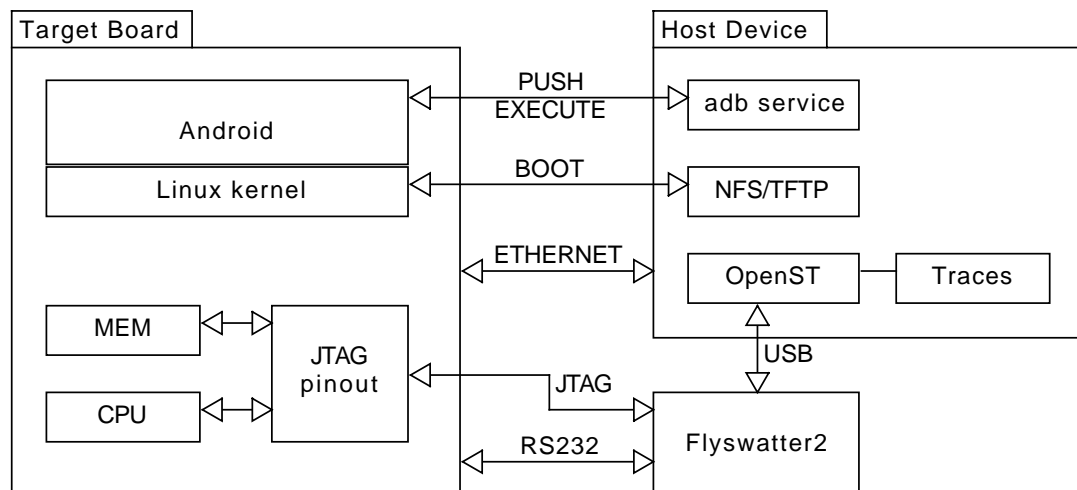 Target Board
Host Device
PUSH
EXECUTE
adb service
Android
BOOT
Linux kernel
NFS/TFTP
ETHERNET
OpenST
Traces
MEM
USB
JTAG
pinout
JTAG
CPU
RS232
Flyswatter2